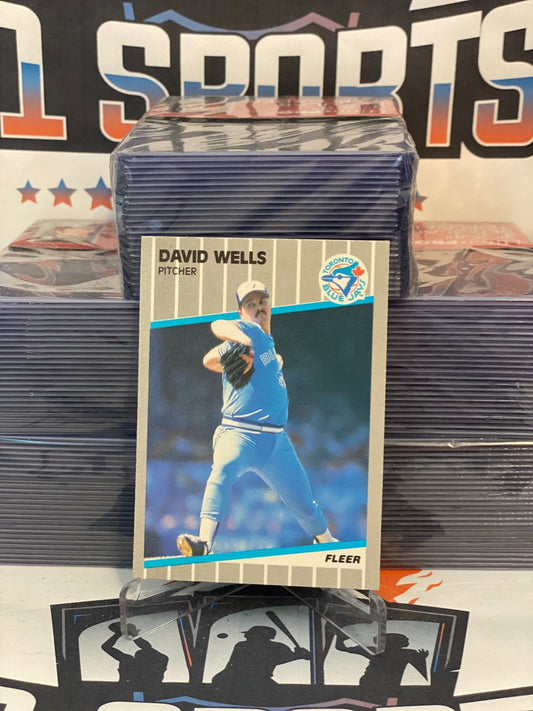 1 SPORTS
DAVID WELLS
PITCHER
TORONTO
BLUE JAYS
FLEER